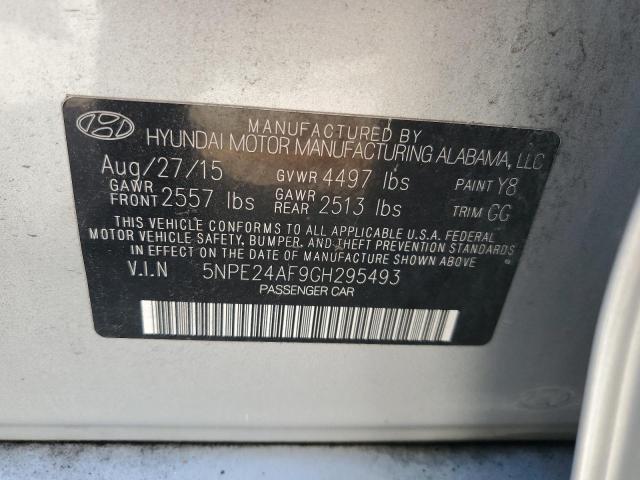 MANUFACTURED BY
HYUNDAI MOTOR MANUFACTURING ALABAMA, LLC
Aug/27/15 GVWR 4497 lbs PAINT Y8
GAWR FRONT 2557 lbs GAWR REAR 2513 lbs TRIM GG
THIS VEHICLE CONFORMS TO ALL APPLICABLE U.S.A. FEDERAL
MOTOR VEHICLE SAFETY, BUMPER, AND THEFT PREVENTION STANDARDS
IN EFFECT ON THE DATE OF MANUFACTURE SHOWN ABOVE.
V.I.N 5NPE24AF9GH295493
PASSENGER CAR